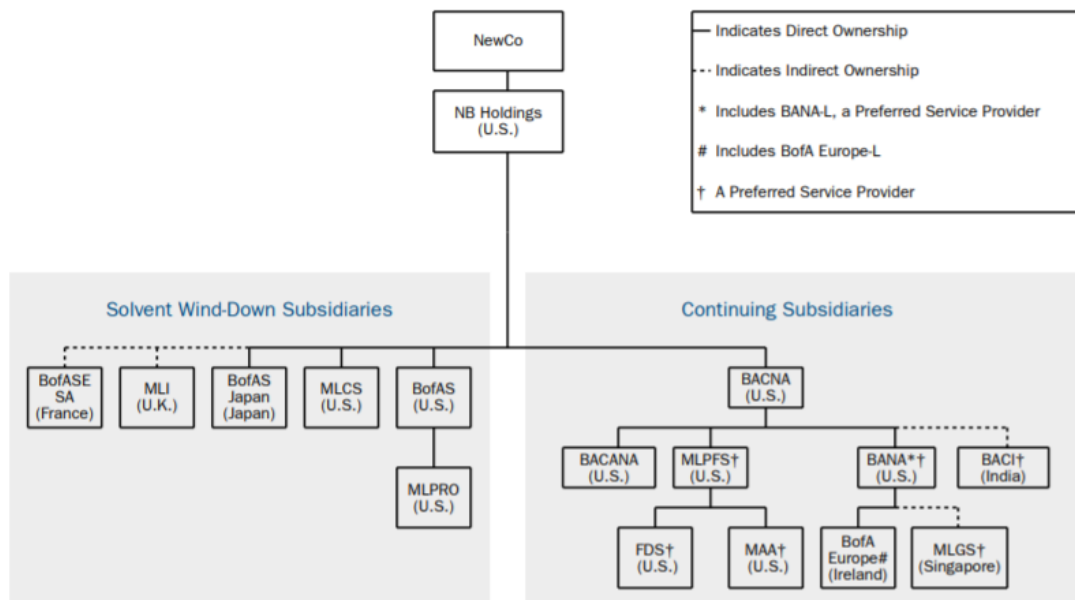 NewCo
NB Holdings
(U.S.)
Indicates Direct Ownership
Indicates Indirect Ownership
* Includes BANA-L, a Preferred Service Provider
# Includes BofA Europe-L
† A Preferred Service Provider
Solvent Wind-Down Subsidiaries
BofASE
SA
(France)
MLI
(U.K.)
BofAS
Japan
(Japan)
MLCS
(U.S.)
BofAS
(U.S.)
MLPRO
(U.S.)
Continuing Subsidiaries
BACNA
(U.S.)
BACANA
(U.S.)
MLPFS†
(U.S.)
BANA*†
(U.S.)
BACI†
(India)
FDS†
(U.S.)
MAA†
(U.S.)
BofA
Europe#
(Ireland)
MLGS†
(Singapore)